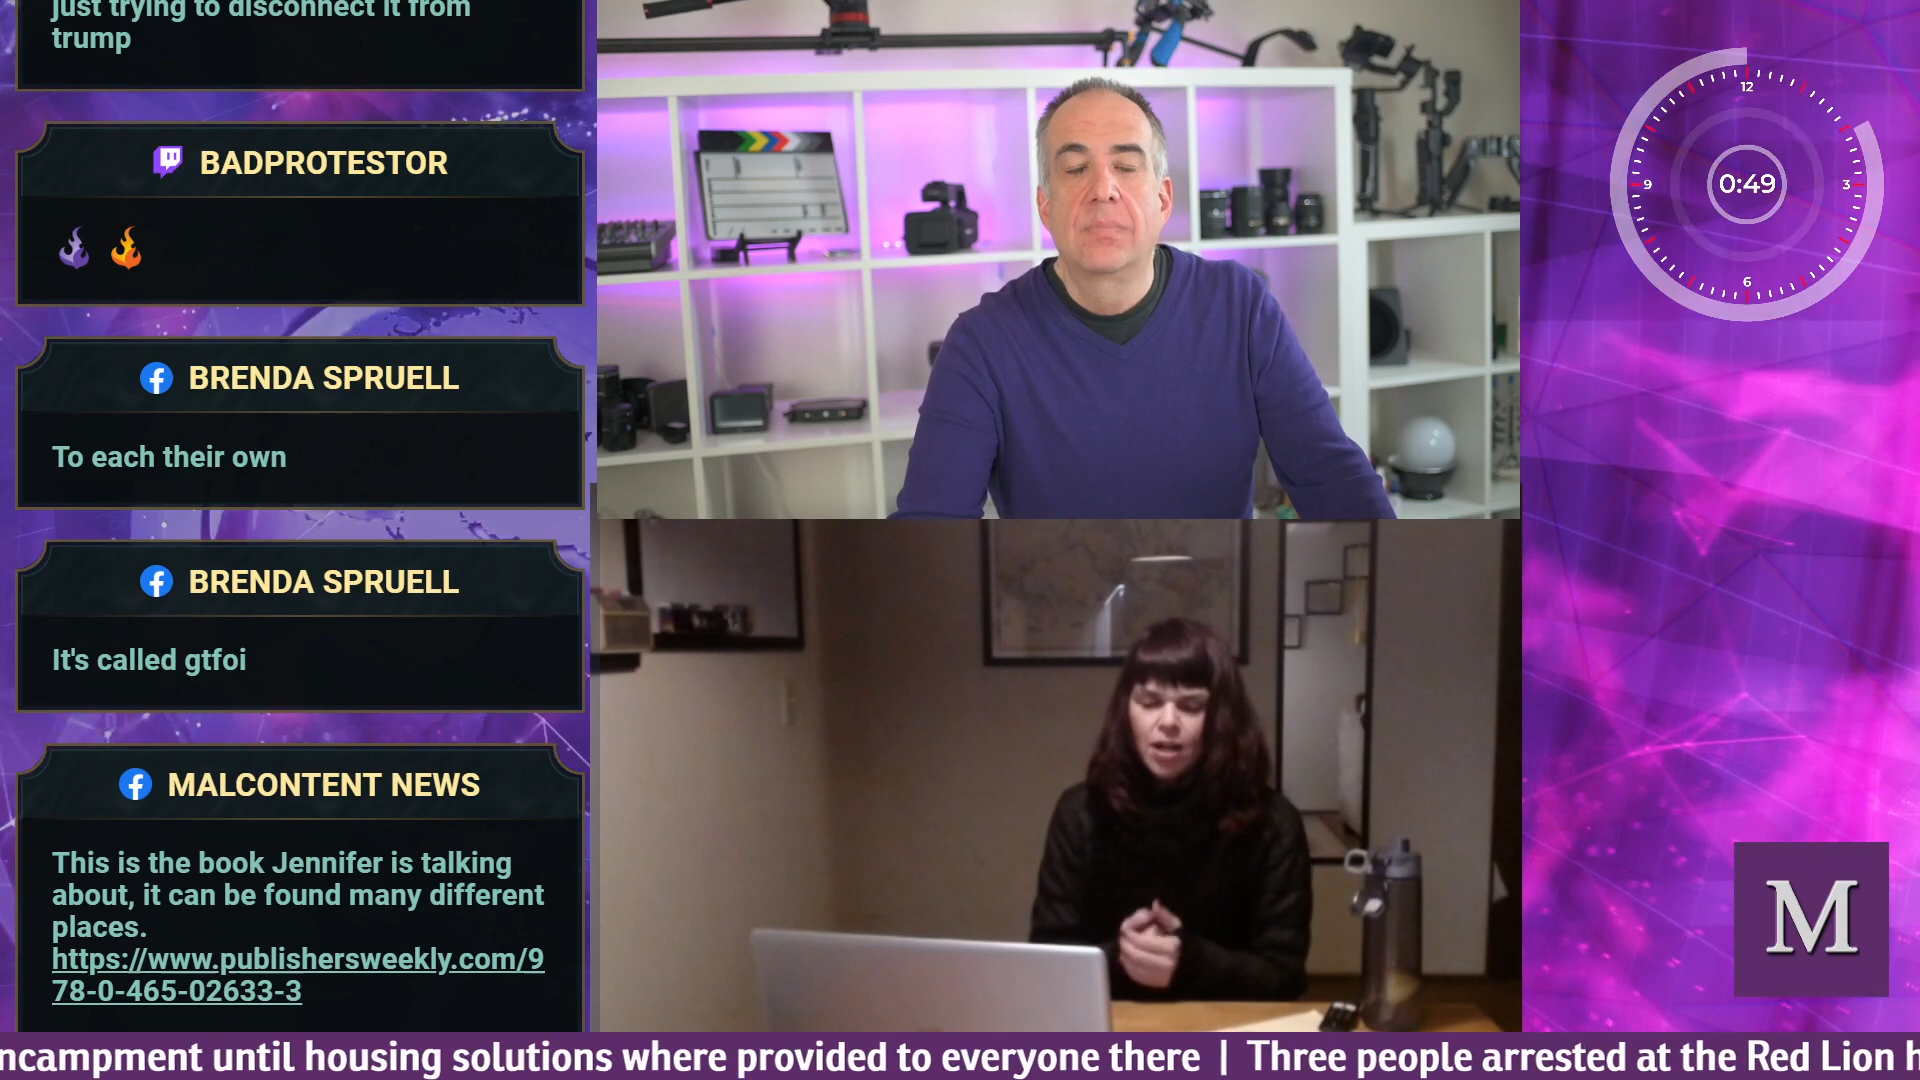 just trying to disconnect it from
trump
BADPROTESTOR
BRENDA SPRUELL
To each their own
BRENDA SPRUELL
It's called gtfoi
MALCONTENT NEWS
This is the book Jennifer is talking
about, it can be found many different
places.
https://www.publishersweekly.com/9
78-0-465-02633-3
12
3
6
9
0:49
M
ncampment until housing solutions where provided to everyone there | Three people arrested at the Red Lion h